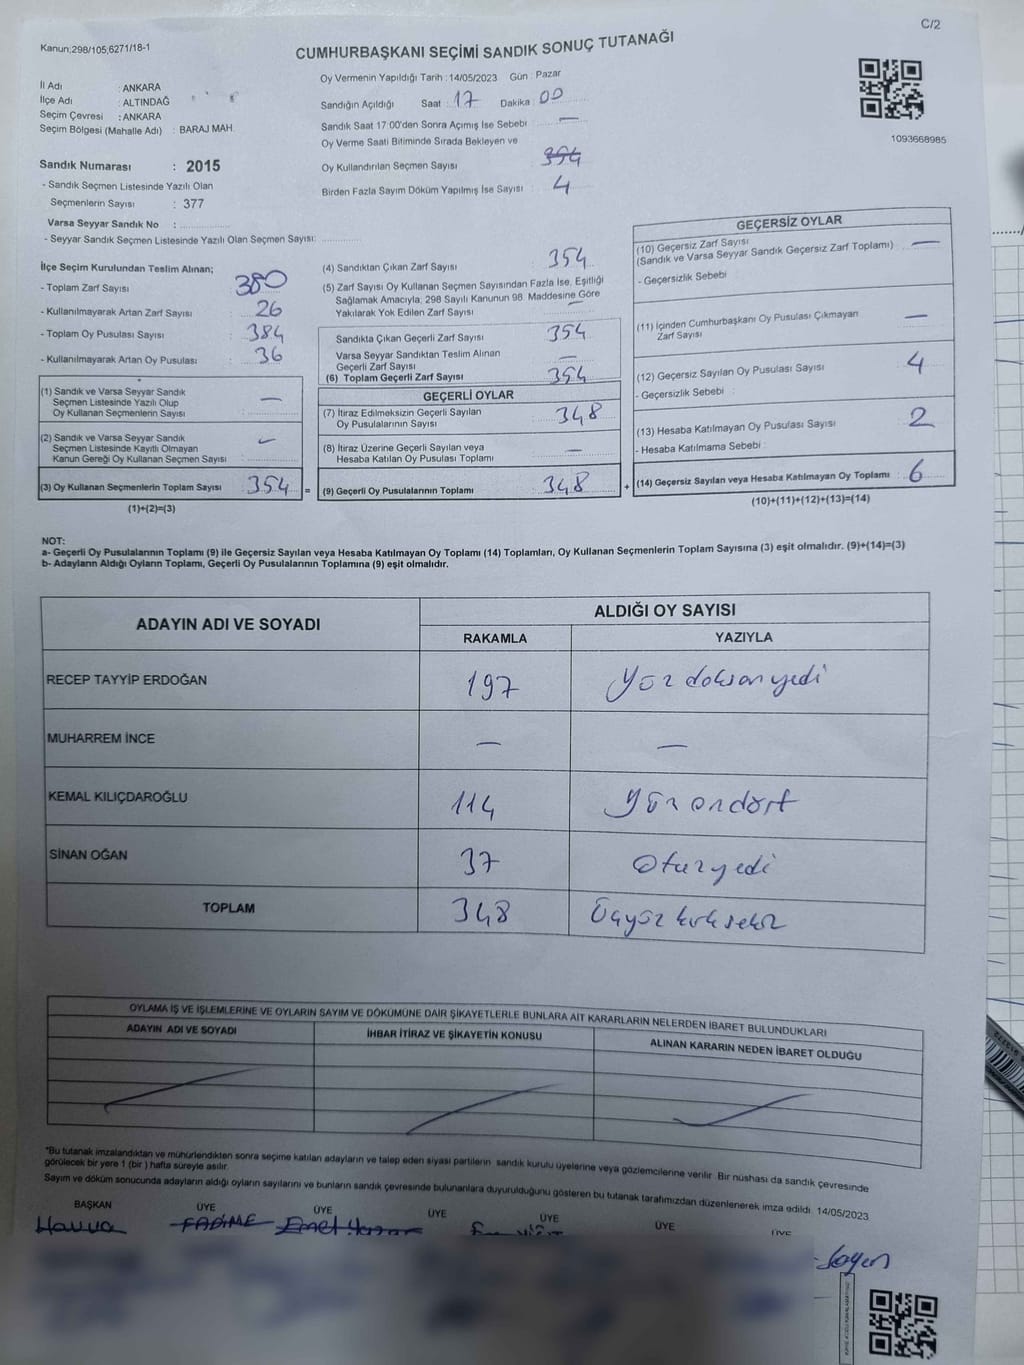 C/2
Kanun;298/105;6271/18-1
CUMHURBAŞKANI SEÇİMİ SANDIK SONUÇ TUTANAĞI
İl Adı : ANKARA
İlçe Adı : ALTINDAĞ
Seçim Çevresi : ANKARA
Seçim Bölgesi (Mahalle Adı) : BARAJ MAH.
Oy Vermenin Yapıldığı Tarih : 14/05/2023 Gün : Pazar
Sandığın Açıldığı Saat : 17 Dakika : 00
Sandık Saat 17:00'den Sonra Açımış İse Sebebi : —
Oy Verme Saati Bitiminde Sırada Bekleyen ve
Oy Kullandırılan Seçmen Sayısı 354
Birden Fazla Sayım Döküm Yapılmış İse Sayısı : 4
1093668985
Sandık Numarası : 2015
- Sandık Seçmen Listesinde Yazılı Olan
Seçmenlerin Sayısı : 377
Varsa Seyyar Sandık No :
- Seyyar Sandık Seçmen Listesinde Yazılı Olan Seçmen Sayısı:
İlçe Seçim Kurulundan Teslim Alınan;
- Toplam Zarf Sayısı : 380
- Kullanılmayarak Artan Zarf Sayısı : 26
- Toplam Oy Pusulası Sayısı : 384
- Kullanılmayarak Artan Oy Pusulası : 36
(1) Sandık ve Varsa Seyyar Sandık
Seçmen Listesinde Yazılı Olup
Oy Kullanan Seçmenlerin Sayısı : —
(2) Sandık ve Varsa Seyyar Sandık
Seçmen Listesinde Kayıtlı Olmayan
Kanun Gereği Oy Kullanan Seçmen Sayısı : —
(3) Oy Kullanan Seçmenlerin Toplam Sayısı : 354 =
(1)+(2)=(3)
(4) Sandıktan Çıkan Zarf Sayısı : 354
(5) Zarf Sayısı Oy Kullanan Seçmen Sayısından Fazla İse, Eşitliği
Sağlamak Amacıyla; 298 Sayılı Kanunun 98. Maddesine Göre
Yakılarak Yok Edilen Zarf Sayısı : —
Sandıkta Çıkan Geçerli Zarf Sayısı : 354
Varsa Seyyar Sandıktan Teslim Alınan
Geçerli Zarf Sayısı : —
(6) Toplam Geçerli Zarf Sayısı : 354
GEÇERLİ OYLAR
(7) İtiraz Edilmeksizin Geçerli Sayılan
Oy Pusulalarının Sayısı : 348
(8) İtiraz Üzerine Geçerli Sayılan veya
Hesaba Katılan Oy Pusulası Toplamı : —
(9) Geçerli Oy Pusulalarının Toplamı : 348 +
GEÇERSİZ OYLAR
(10) Geçersiz Zarf Sayısı
(Sandık ve Varsa Seyyar Sandık Geçersiz Zarf Toplamı) : —
- Geçersizlik Sebebi :
(11) İçinden Cumhurbaşkanı Oy Pusulası Çıkmayan
Zarf Sayısı : —
(12) Geçersiz Sayılan Oy Pusulası Sayısı : 4
- Geçersizlik Sebebi :
(13) Hesaba Katılmayan Oy Pusulası Sayısı : 2
- Hesaba Katılmama Sebebi :
(14) Geçersiz Sayılan veya Hesaba Katılmayan Oy Toplamı : 6
(10)+(11)+(12)+(13)=(14)
NOT:
a- Geçerli Oy Pusulalarının Toplamı (9) ile Geçersiz Sayılan veya Hesaba Katılmayan Oy Toplamı (14) Toplamları, Oy Kullanan Seçmenlerin Toplam Sayısına (3) eşit olmalıdır. (9)+(14)=(3)
b- Adayların Aldığı Oyların Toplamı, Geçerli Oy Pusulalarının Toplamına (9) eşit olmalıdır.
ADAYIN ADI VE SOYADI ALDIĞI OY SAYISI
RAKAMLA YAZIYLA
RECEP TAYYİP ERDOĞAN 197 Yüz doksan yedi
MUHARREM İNCE — —
KEMAL KILIÇDAROĞLU 114 Yüz ondört
SİNAN OĞAN 37 Otuzyedi
TOPLAM 348 Üçyüz kırk sekiz
OYLAMA İŞ VE İŞLEMLERİNE VE OYLARIN SAYIM VE DÖKÜMÜNE DAİR ŞİKAYETLERLE BUNLARA AİT KARARLARIN NELERDEN İBARET BULUNDUKLARI
ADAYIN ADI VE SOYADI İHBAR İTİRAZ VE ŞİKAYETİN KONUSU ALINAN KARARIN NEDEN İBARET OLDUĞU
*Bu tutanak imzalandıktan ve mühürlendikten sonra seçime katılan adayların ve talep eden siyasi partilerin sandık kurulu üyelerine veya gözlemcilerine verilir. Bir nüshası da sandık çevresinde
görülecek bir yere 1 (bir) hafta süreyle asılır.
Sayım ve döküm sonucunda adayların aldığı oyların sayılarını ve bunların sandık çevresinde bulunanlara duyurulduğunu gösteren bu tutanak tarafımızdan düzenlenerek imza edildi. 14/05/2023
BAŞKAN ÜYE ÜYE ÜYE ÜYE ÜYE ÜYE
Havva FADİME